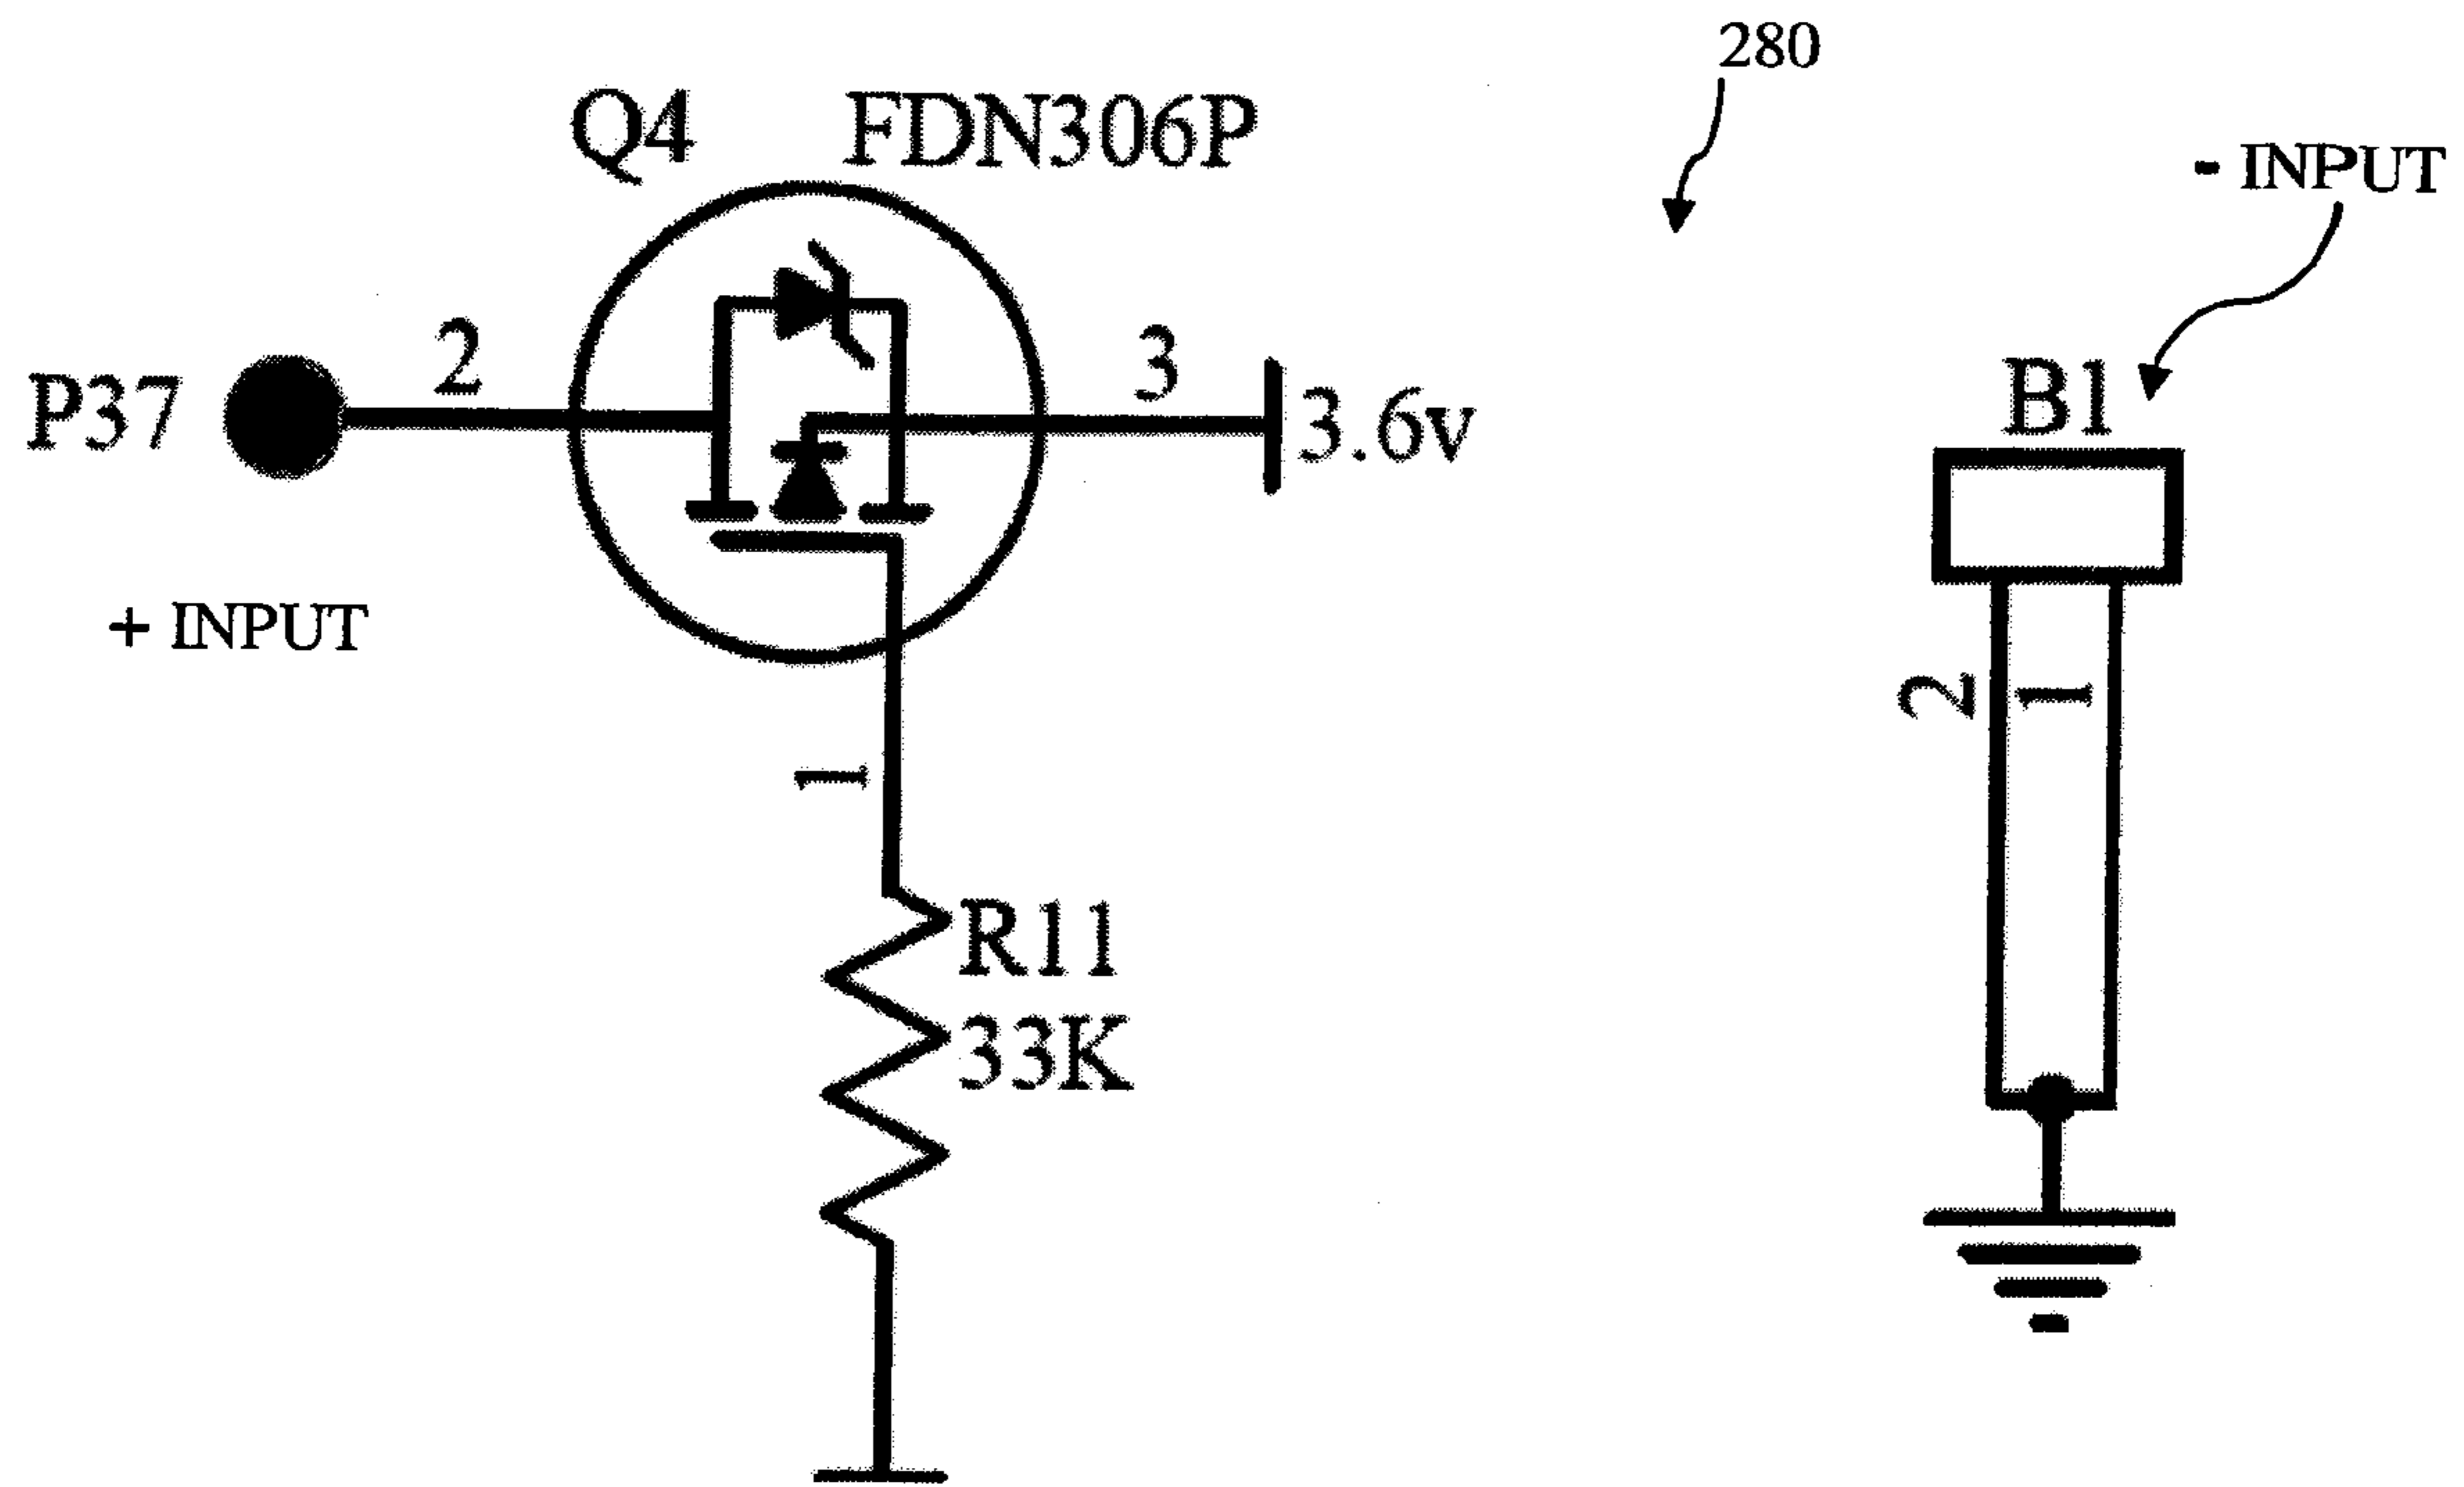 280
Q4 FDN306P
- INPUT
2
3
P37
3.6v
B1
+ INPUT
2
1
1
R11
33K